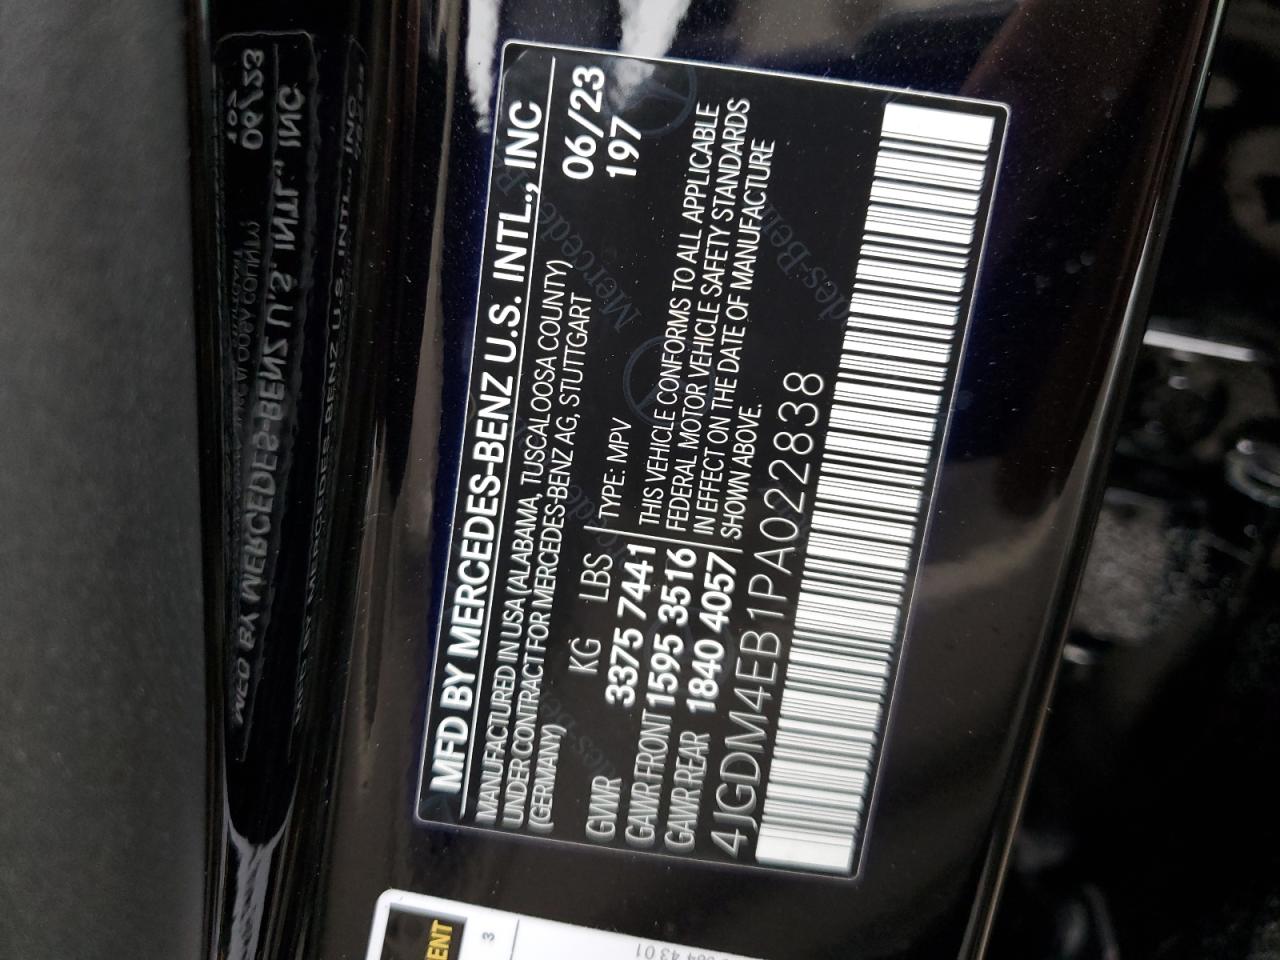 MFD BY MERCEDES-BENZ U.S. INTL., INC
MANUFACTURED IN USA (ALABAMA, TUSCALOOSA COUNTY)
UNDER CONTRACT FOR MERCEDES-BENZ AG, STUTTGART
(GERMANY)
06/23
197
KG LBS
TYPE: MPV
GVWR 3375 7441
GAWR FRONT 1595 3516
GAWR REAR 1840 4057
THIS VEHICLE CONFORMS TO ALL APPLICABLE
FEDERAL MOTOR VEHICLE SAFETY STANDARDS
IN EFFECT ON THE DATE OF MANUFACTURE
SHOWN ABOVE.
4JGDM4EB1PA022838
3